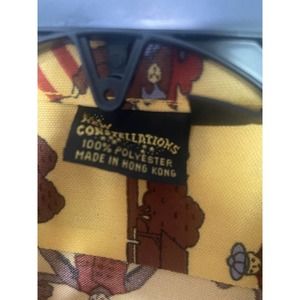 CONSTELLATIONS
100% POLYESTER
MADE IN HONG KONG